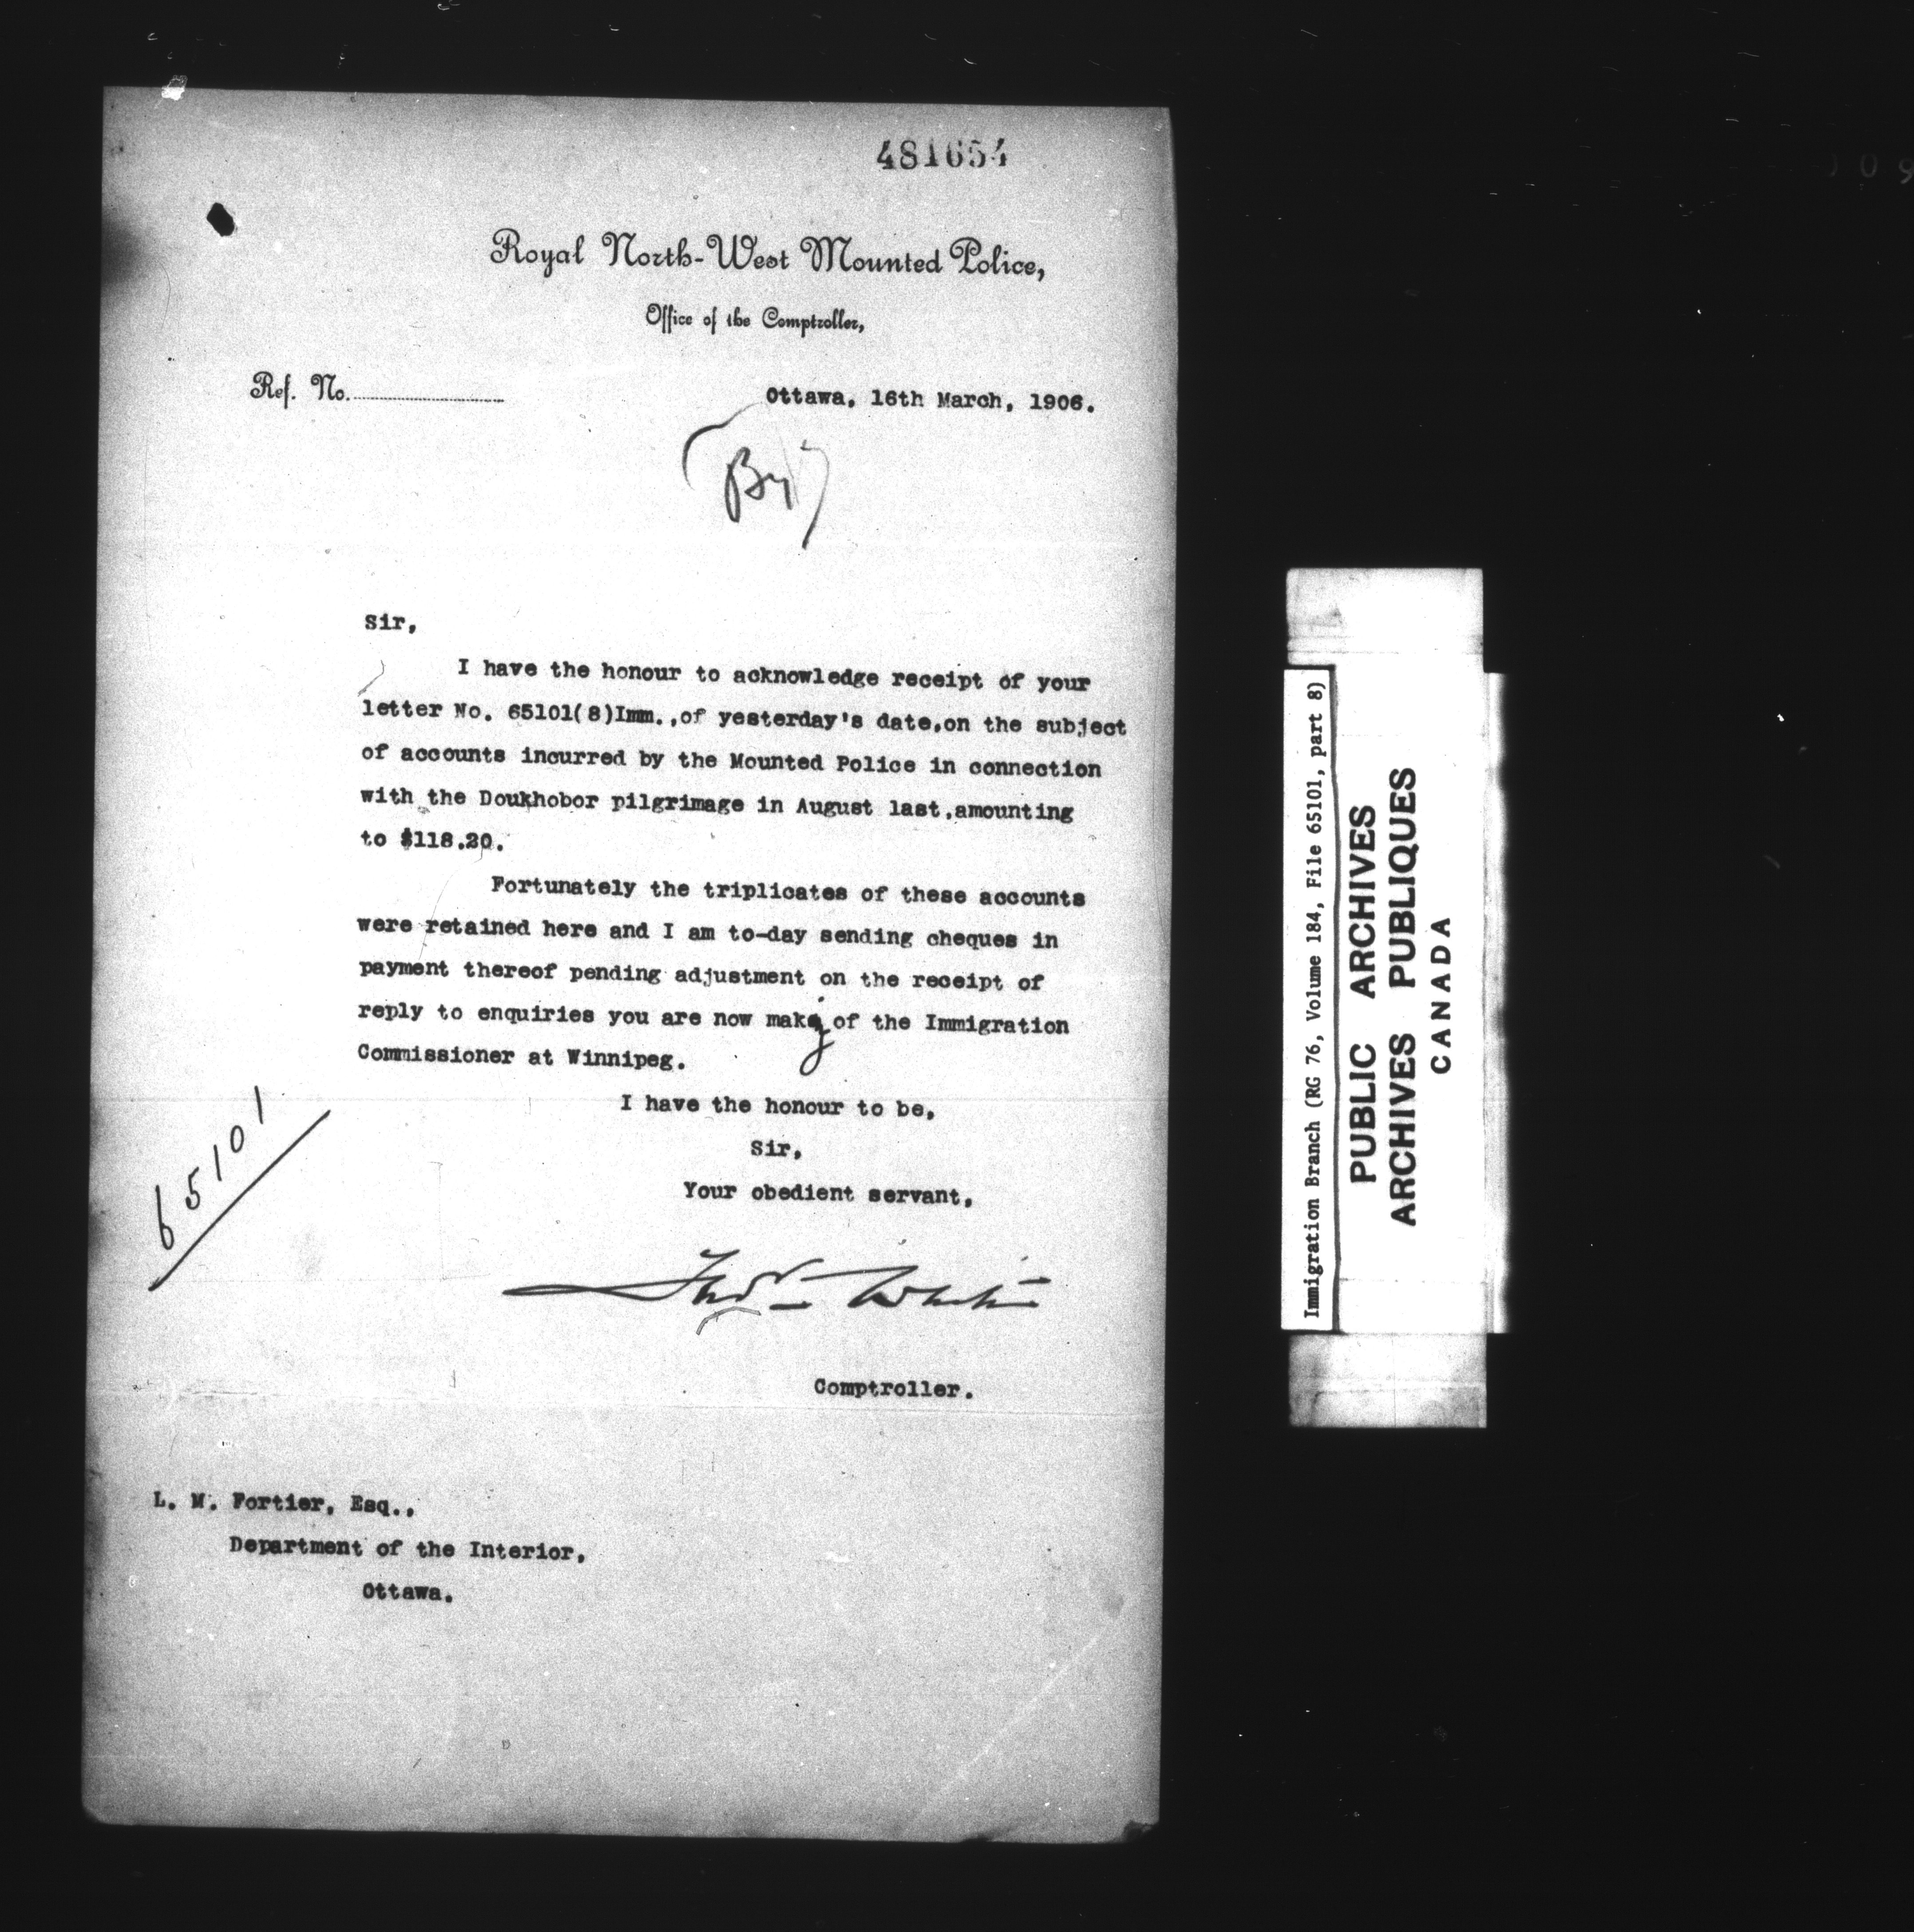 481654
Royal North-West Mounted Police,
Office of the Comptroller,
Ref. No.
Ottawa, 16th March, 1906.
Sir,
I have the honour to acknowledge receipt of your
letter No. 65101(8)Imm.,of yesterday's date,on the subject
of accounts incurred by the Mounted Police in connection
with the Doukhobor pilgrimage in August last,amounting
to $118.20.
Fortunately the triplicates of these accounts
were retained here and I am to-day sending cheques in
payment thereof pending adjustment on the receipt of
reply to enquiries you are now making of the Immigration
Commissioner at Winnipeg.
I have the honour to be,
Sir,
Your obedient servant,
Fred White
Comptroller.
65101
L. M. Fortier, Esq.,
Department of the Interior,
Ottawa.
Immigration Branch (RG 76, Volume 184, File 65101, part 8)
PUBLIC ARCHIVES
ARCHIVES PUBLIQUES
CANADA